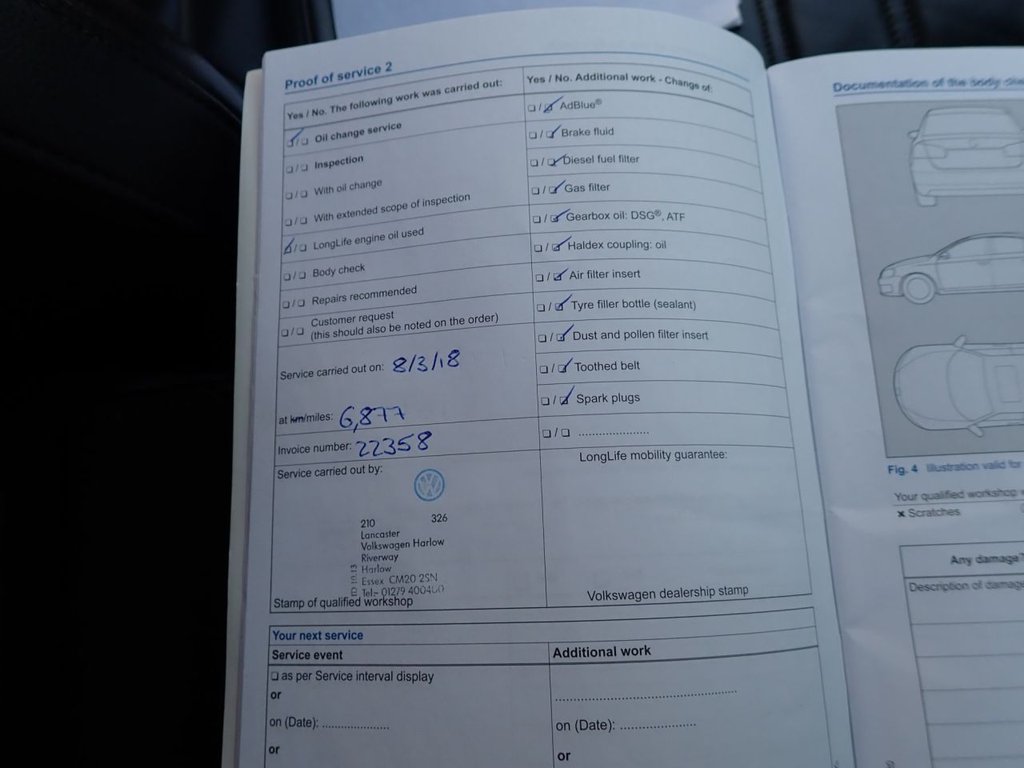 Proof of service 2
Yes / No. The following work was carried out:
☑/☐ Oil change service
☐/☐ Inspection
☐/☐ With oil change
☐/☐ With extended scope of inspection
☑/☐ LongLife engine oil used
☐/☐ Body check
☐/☐ Repairs recommended
☐/☐ Customer request
(this should also be noted on the order)
Service carried out on: 8/3/18
at km/miles: 6,877
Invoice number: 22358
Service carried out by:
210 326
Lancaster
Volkswagen Harlow
Riverway
Harlow
Essex CM20 2SN
Tel:- 01279 400400
Stamp of qualified workshop
Yes / No. Additional work - Change of:
☐/☑ AdBlue®
☐/☑ Brake fluid
☐/☑ Diesel fuel filter
☐/☑ Gas filter
☐/☑ Gearbox oil: DSG®, ATF
☐/☑ Haldex coupling: oil
☐/☑ Air filter insert
☐/☑ Tyre filler bottle (sealant)
☐/☑ Dust and pollen filter insert
☐/☑ Toothed belt
☐/☑ Spark plugs
☐/☐ ....................
LongLife mobility guarantee:
Volkswagen dealership stamp
Your next service
Service event
☐ as per Service interval display
or
on (Date): ...................
or
Additional work
..................................................
on (Date): .....................
or
Documentation of the body
Fig. 4 Illustration valid for
Your qualified workshop
× Scratches
Any damage?
Description of damage